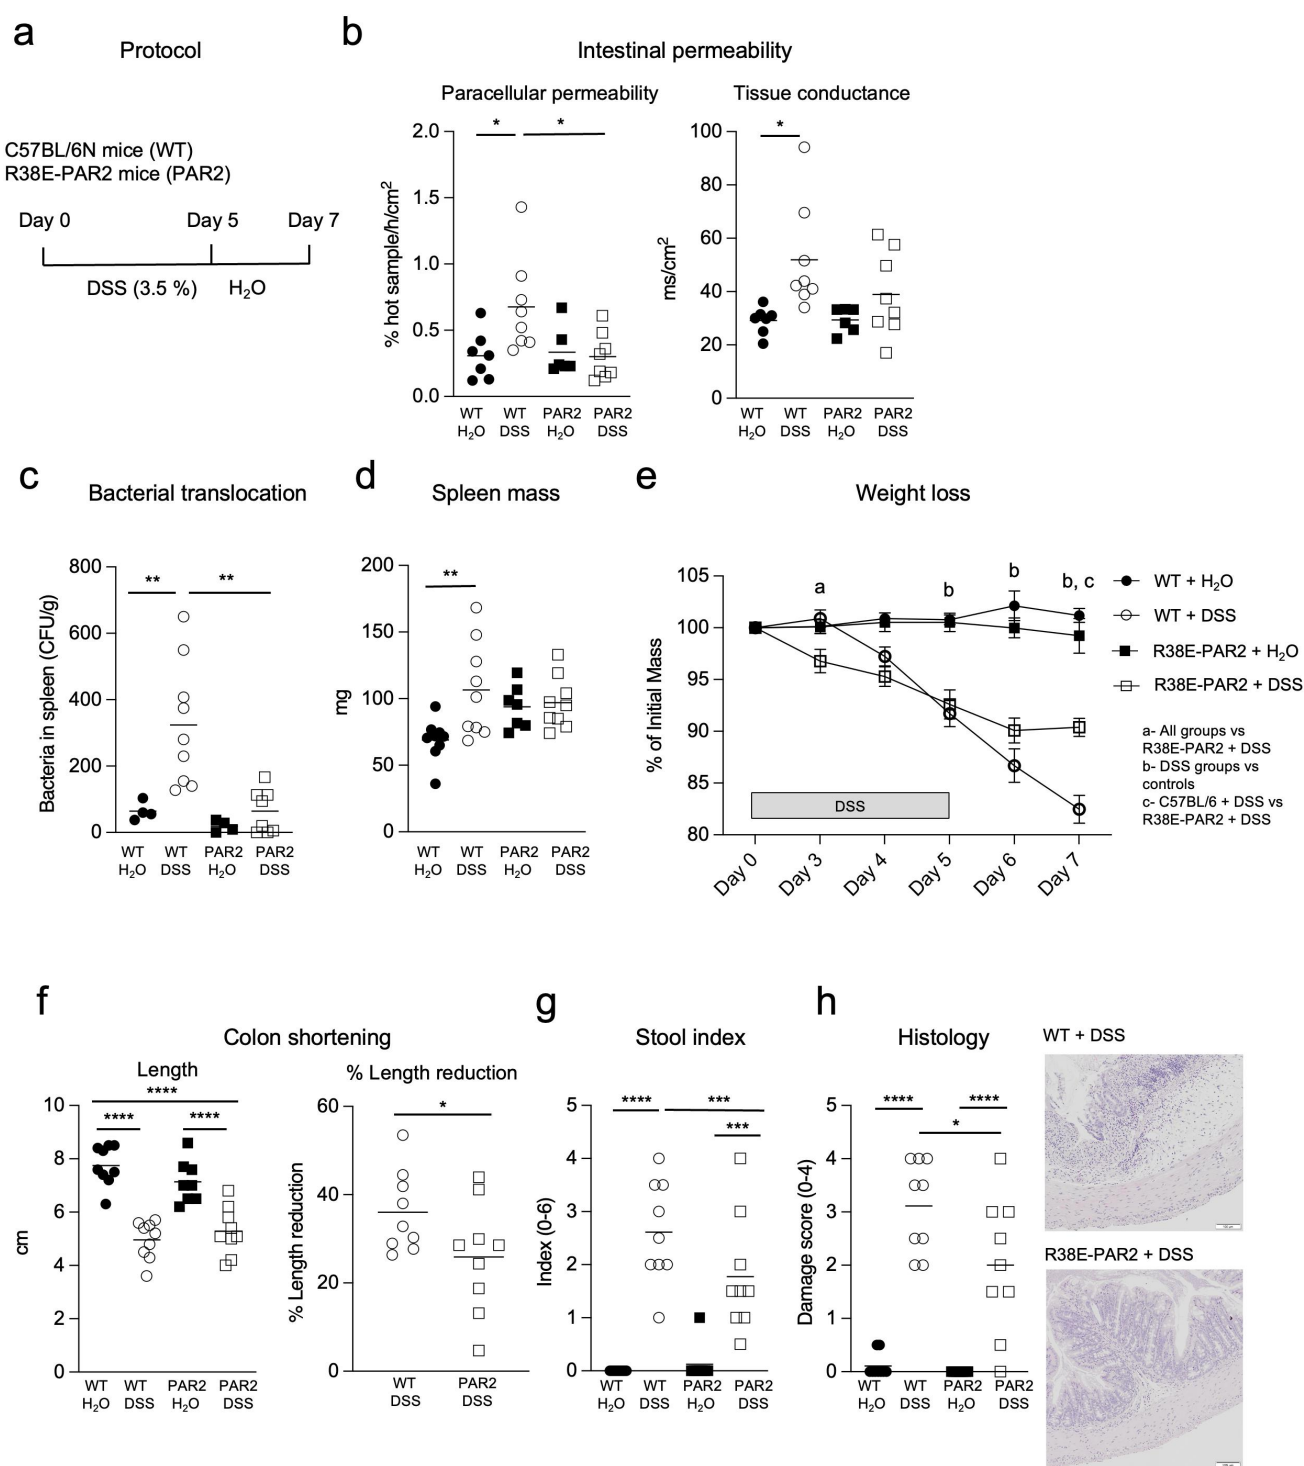 a
Protocol
C57BL/6N mice (WT)
R38E-PAR2 mice (PAR2)
Day 0
Day 5
Day 7
DSS (3.5 %)
H₂O
b
Intestinal permeability
Paracellular permeability
% hot sample/h/cm²
2.0
1.5
1.0
0.5
0.0
*
*
WT
H₂O
WT
DSS
PAR2
H₂O
PAR2
DSS
Tissue conductance
ms/cm²
100
80
60
40
20
0
*
WT
H₂O
WT
DSS
PAR2
H₂O
PAR2
DSS
c
Bacterial translocation
Bacteria in spleen (CFU/g)
800
600
400
200
0
**
**
WT
H₂O
WT
DSS
PAR2
H₂O
PAR2
DSS
d
Spleen mass
mg
200
150
100
50
0
**
WT
H₂O
WT
DSS
PAR2
H₂O
PAR2
DSS
e
Weight loss
% of Initial Mass
105
100
95
90
85
80
a
b
b
b, c
DSS
Day 0
Day 3
Day 4
Day 5
Day 6
Day 7
WT + H₂O
WT + DSS
R38E-PAR2 + H₂O
R38E-PAR2 + DSS
a- All groups vs
R38E-PAR2 + DSS
b- DSS groups vs
controls
c- C57BL/6 + DSS vs
R38E-PAR2 + DSS
f
Colon shortening
Length
cm
10
8
6
4
2
0
****
****
****
WT
H₂O
WT
DSS
PAR2
H₂O
PAR2
DSS
% Length reduction
% Length reduction
60
40
20
0
*
WT
DSS
PAR2
DSS
g
Stool index
Index (0-6)
5
4
3
2
1
0
****
***
***
WT
H₂O
WT
DSS
PAR2
H₂O
PAR2
DSS
h
Histology
Damage score (0-4)
5
4
3
2
1
0
****
****
*
WT
H₂O
WT
DSS
PAR2
H₂O
PAR2
DSS
WT + DSS
R38E-PAR2 + DSS